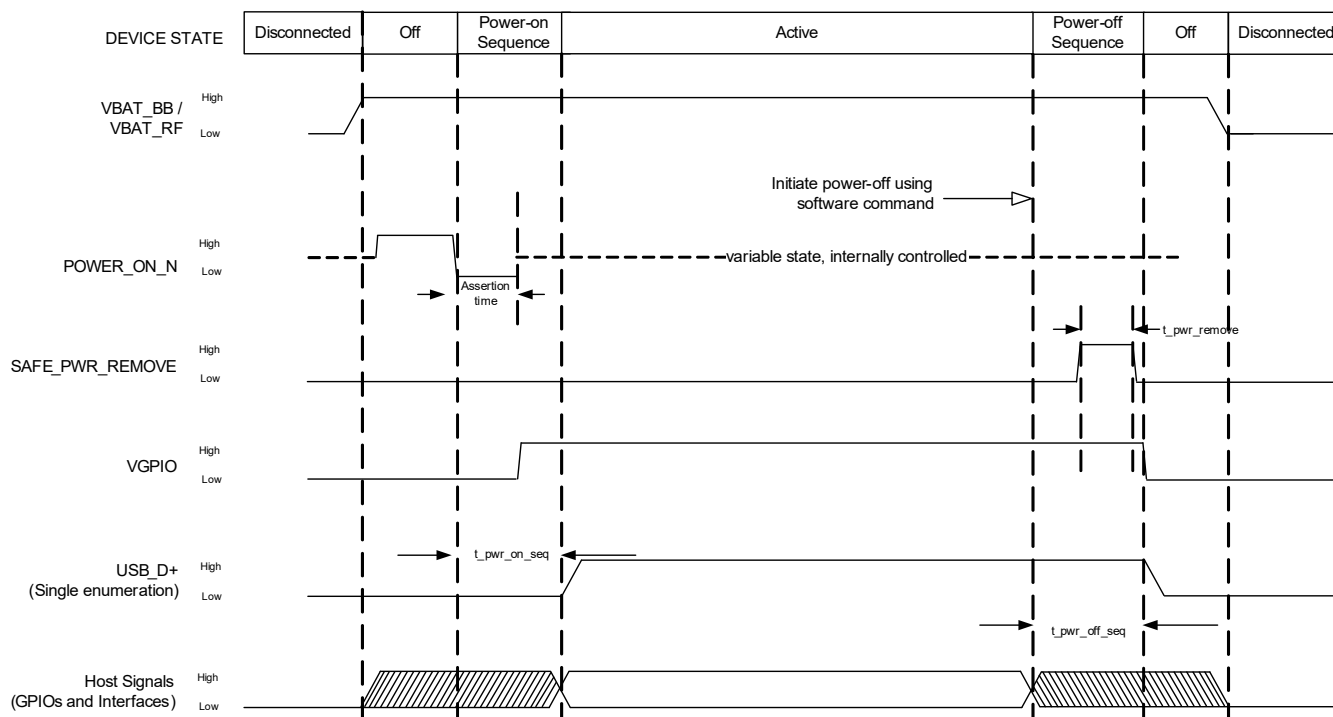 DEVICE STATE
Disconnected
Off
Power-on
Sequence
Active
Power-off
Sequence
Off
Disconnected
VBAT_BB /
VBAT_RF
High
Low
Initiate power-off using
software command
POWER_ON_N
High
Low
variable state, internally controlled
Assertion
time
SAFE_PWR_REMOVE
High
Low
t_pwr_remove
VGPIO
High
Low
t_pwr_on_seq
USB_D+
(Single enumeration)
High
Low
t_pwr_off_seq
Host Signals
(GPIOs and Interfaces)
High
Low